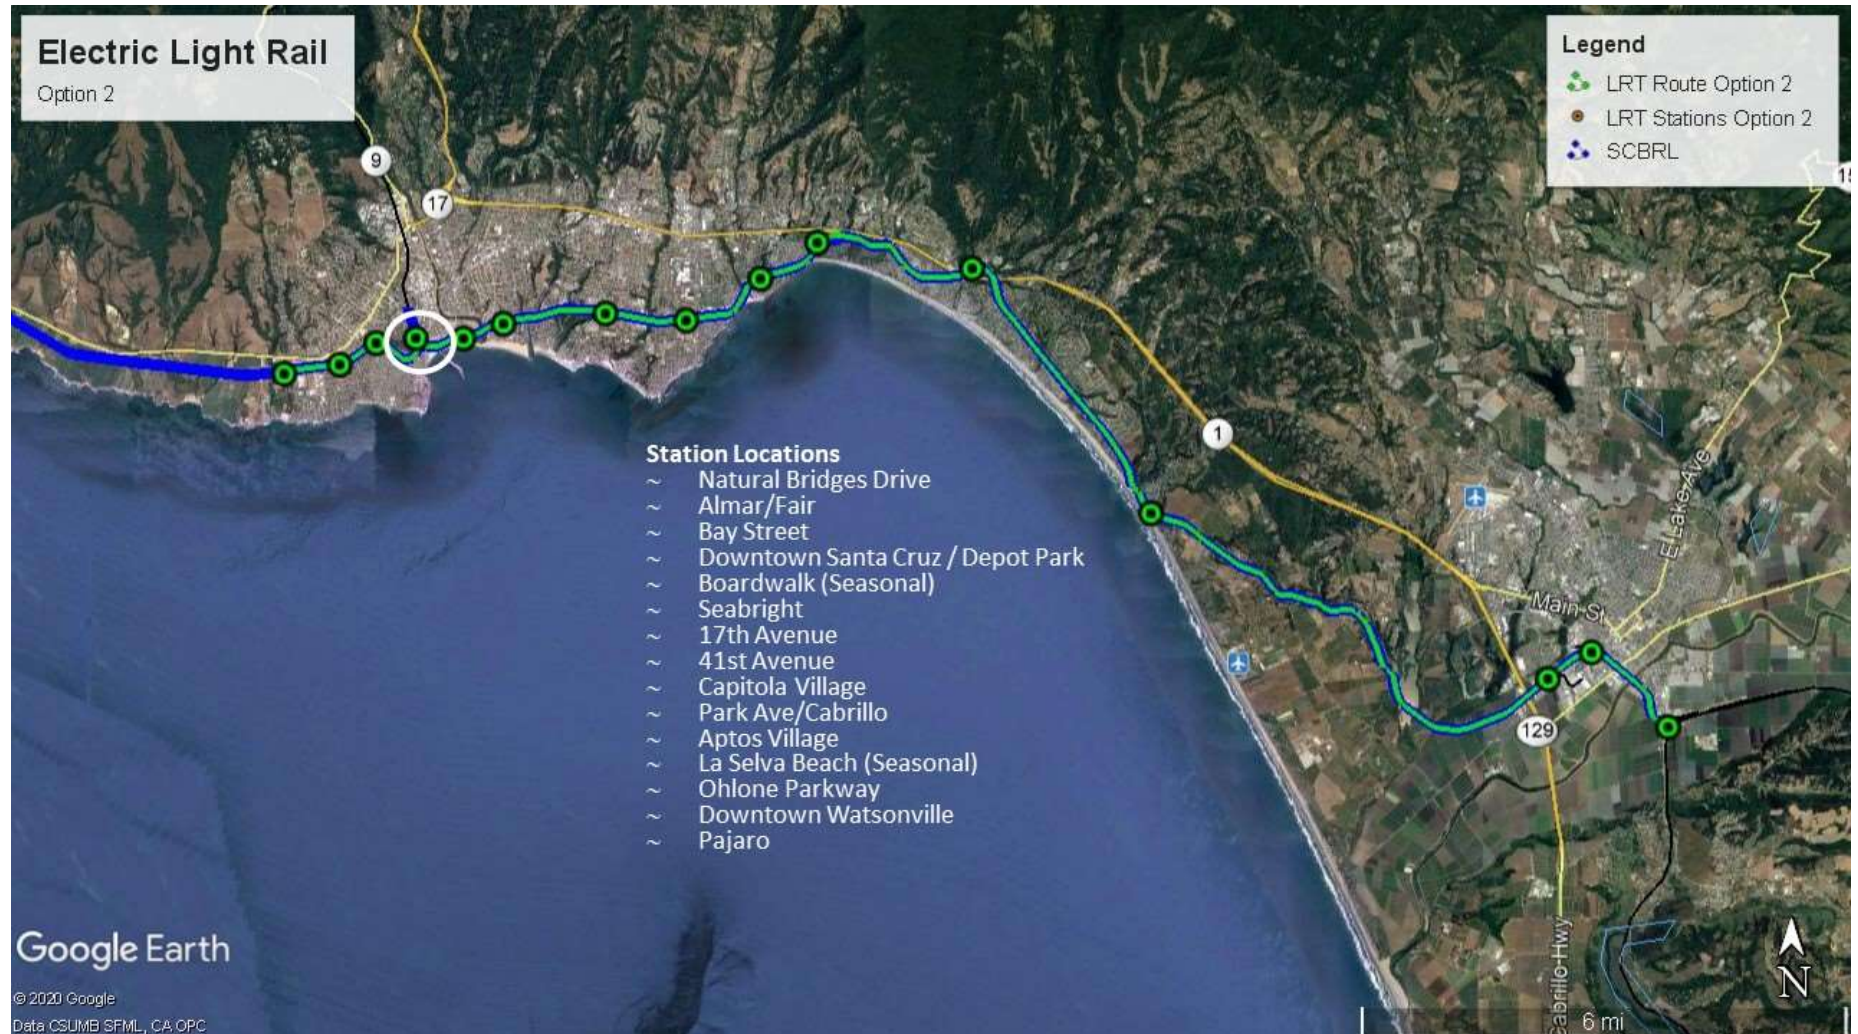 Electric Light Rail
Option 2
Legend
LRT Route Option 2
LRT Stations Option 2
SCBRL
9
17
15
1
E Lake Ave
Main St
129
Station Locations
~ Natural Bridges Drive
~ Almar/Fair
~ Bay Street
~ Downtown Santa Cruz / Depot Park
~ Boardwalk (Seasonal)
~ Seabright
~ 17th Avenue
~ 41st Avenue
~ Capitola Village
~ Park Ave/Cabrillo
~ Aptos Village
~ La Selva Beach (Seasonal)
~ Ohlone Parkway
~ Downtown Watsonville
~ Pajaro
Cabrillo Hwy
N
6 mi
Google Earth
© 2020 Google
Data CSUMB SFML, CA OPC